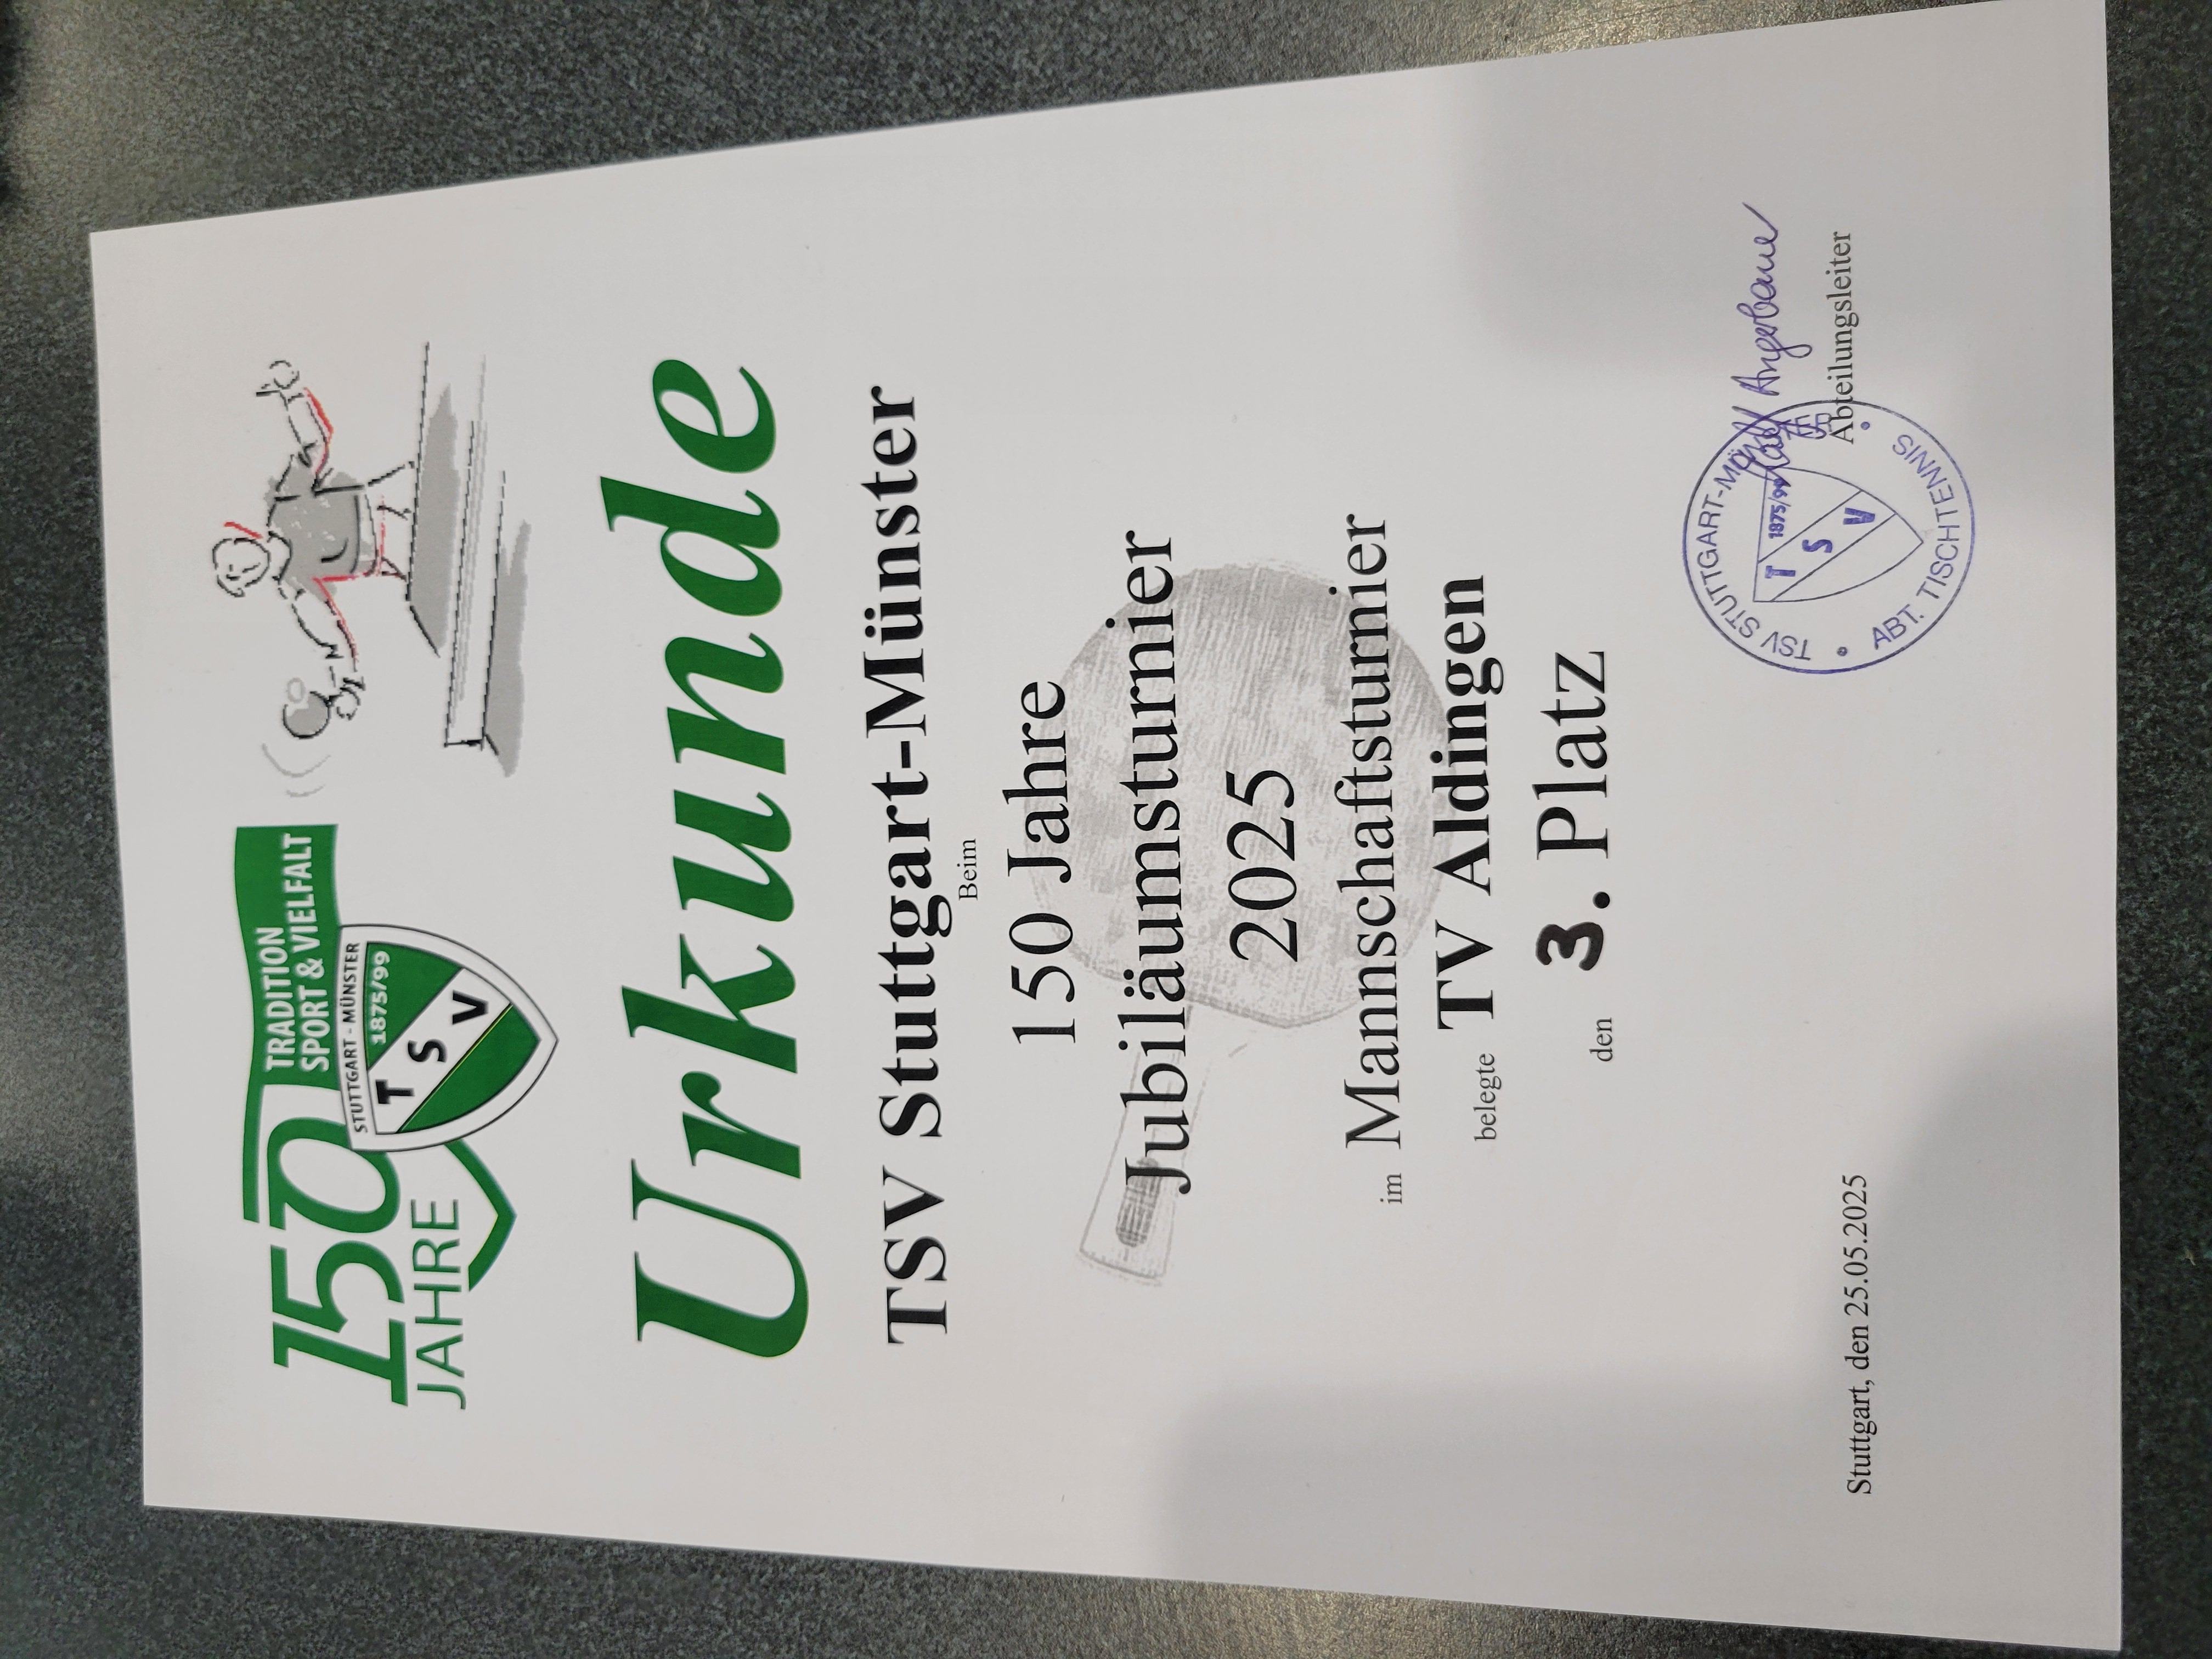 150
JAHRE
TRADITION
SPORT & VIELFALT
STUTTGART - MÜNSTER
1875/99
T S V
Urkunde
TSV Stuttgart-Münster
Beim
150 Jahre
Jubiläumsturnier
2025
im Mannschaftsturnier
belegte TV Aldingen
den 3. Platz
TSV STUTTGART-MÜNSTER
1875/99
T S V
ABT. TISCHTENNIS
Stuttgart, den 25.05.2025
Abteilungsleiter